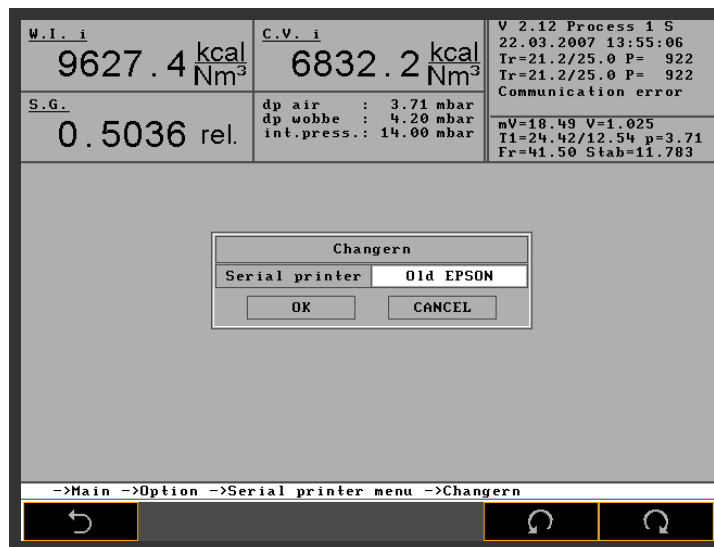 W.I. i
9627.4 kcal
Nm³
C.V. i
6832.2 kcal
Nm³
V 2.12 Process 1 S
22.03.2007 13:55:06
Tr=21.2/25.0 P= 922
Tr=21.2/25.0 P= 922
Communication error
S.G.
0.5036 rel.
dp air : 3.71 mbar
dp wobbe : 4.20 mbar
int.press.: 14.00 mbar
mV=18.49 V=1.025
T1=24.42/12.54 p=3.71
Fr=41.50 Stab=11.783
Changern
Serial printer Old EPSON
OK CANCEL
->Main ->Option ->Serial printer menu ->Changern